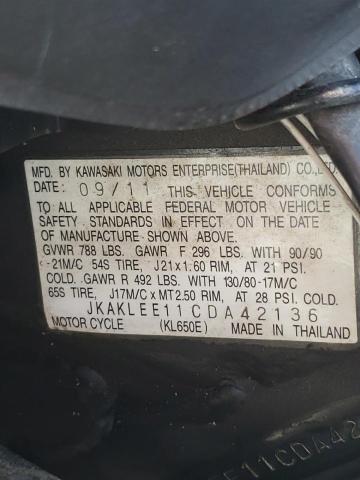 MFD. BY KAWASAKI MOTORS ENTERPRISE(THAILAND) CO.,LTD.
DATE: 09/11 THIS VEHICLE CONFORMS
TO ALL APPLICABLE FEDERAL MOTOR VEHICLE
SAFETY STANDARDS IN EFFECT ON THE DATE
OF MANUFACTURE SHOWN ABOVE.
GVWR 788 LBS. GAWR F 296 LBS. WITH 90/90
-21M/C 54S TIRE, J21×1.60 RIM, AT 21 PSI.
COLD. GAWR R 492 LBS. WITH 130/80-17M/C
65S TIRE, J17M/C×MT2.50 RIM, AT 28 PSI. COLD.
JKAKLEE11CDA42136
MOTOR CYCLE (KL650E) MADE IN THAILAND
E11CDA42